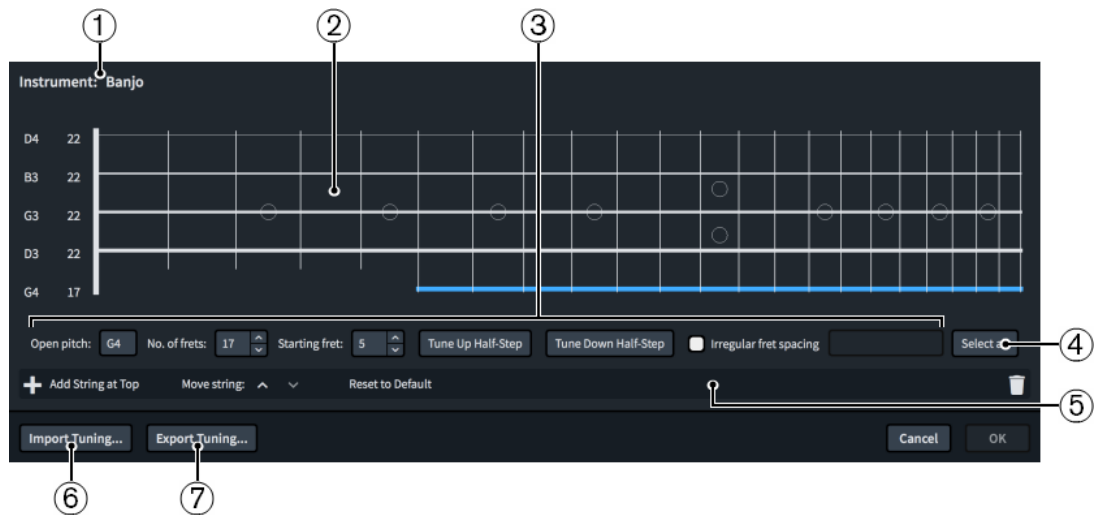 ① ② ③
Instrument: Banjo
D4 22
B3 22
G3 22
D3 22
G4 17
Open pitch: G4 No. of frets: 17 Starting fret: 5 Tune Up Half-Step Tune Down Half-Step Irregular fret spacing Select a
④
Add String at Top Move string: Reset to Default
⑤
Import Tuning... Export Tuning... Cancel OK
⑥ ⑦